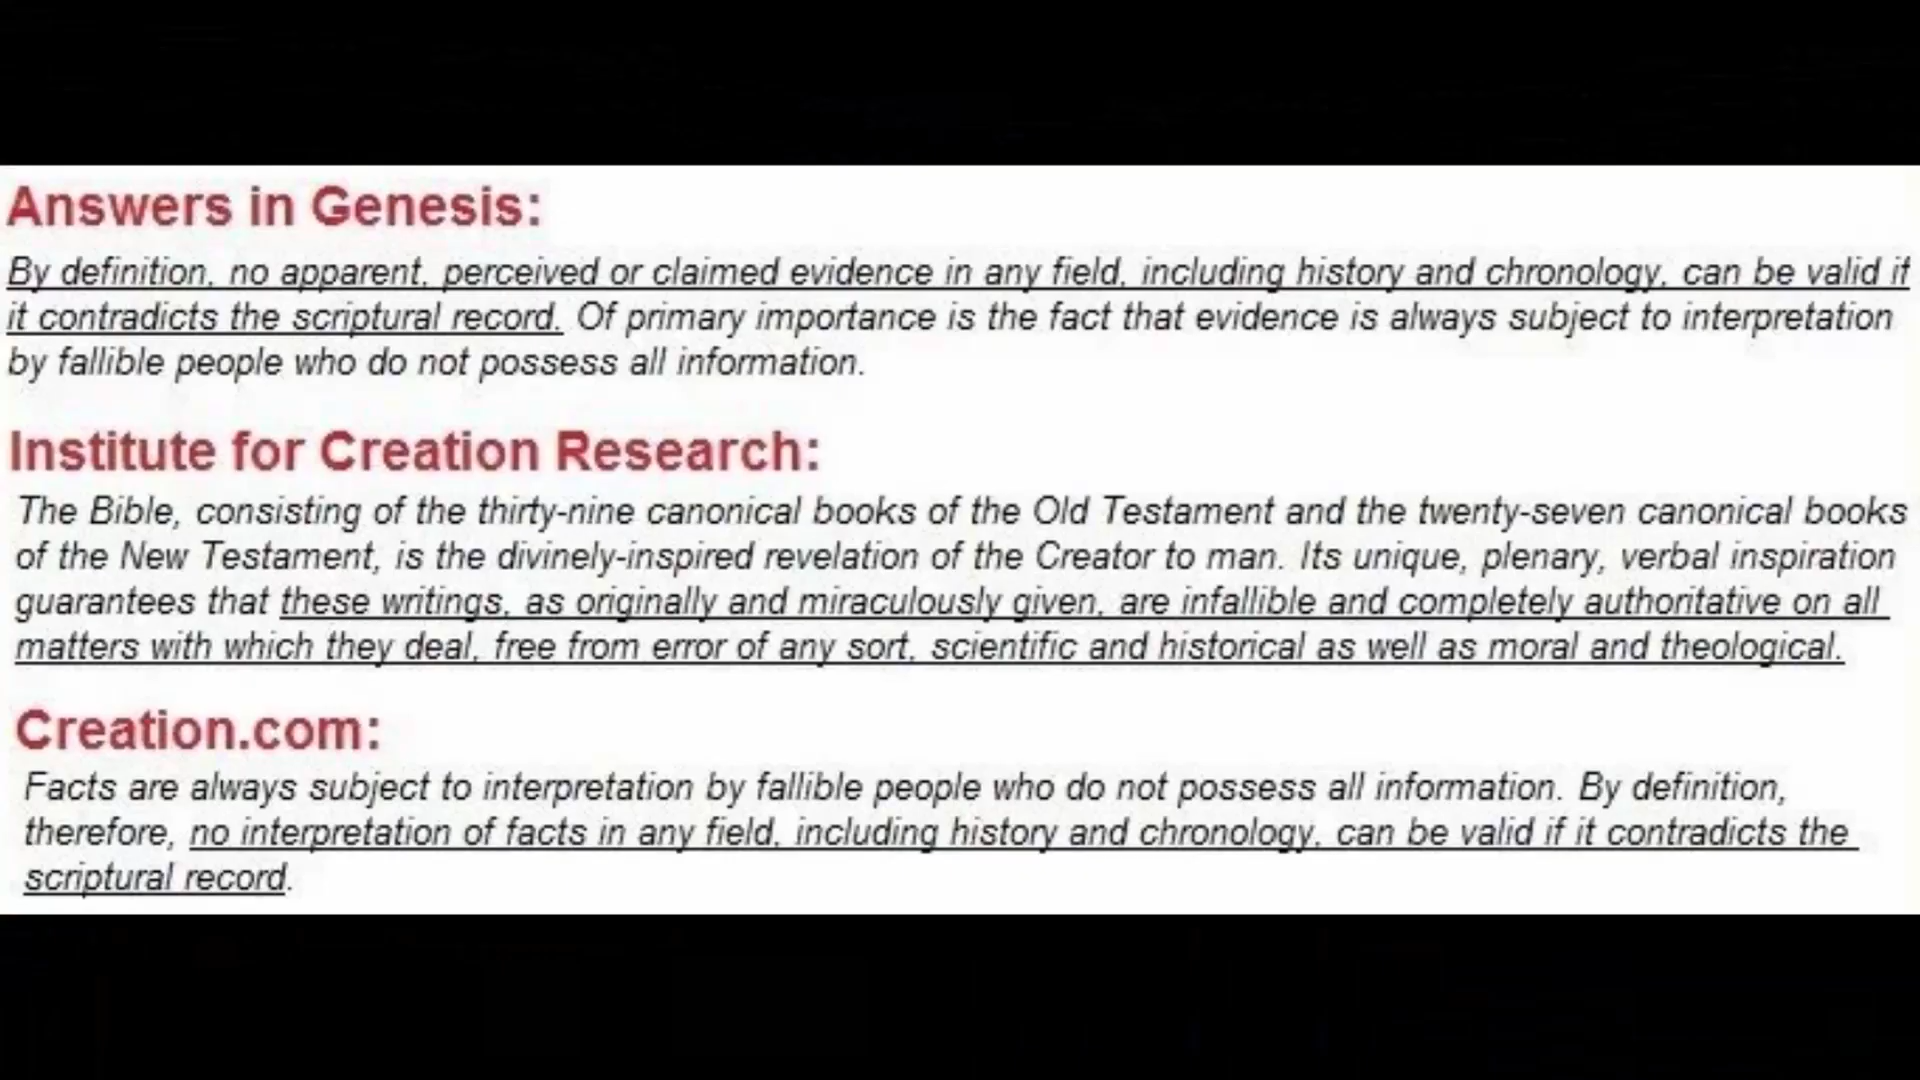 Answers in Genesis:
By definition, no apparent, perceived or claimed evidence in any field, including history and chronology, can be valid if
it contradicts the scriptural record. Of primary importance is the fact that evidence is always subject to interpretation
by fallible people who do not possess all information.
Institute for Creation Research:
The Bible, consisting of the thirty-nine canonical books of the Old Testament and the twenty-seven canonical books
of the New Testament, is the divinely-inspired revelation of the Creator to man. Its unique, plenary, verbal inspiration
guarantees that these writings, as originally and miraculously given, are infallible and completely authoritative on all
matters with which they deal, free from error of any sort, scientific and historical as well as moral and theological.
Creation.com:
Facts are always subject to interpretation by fallible people who do not possess all information. By definition,
therefore, no interpretation of facts in any field, including history and chronology, can be valid if it contradicts the
scriptural record.